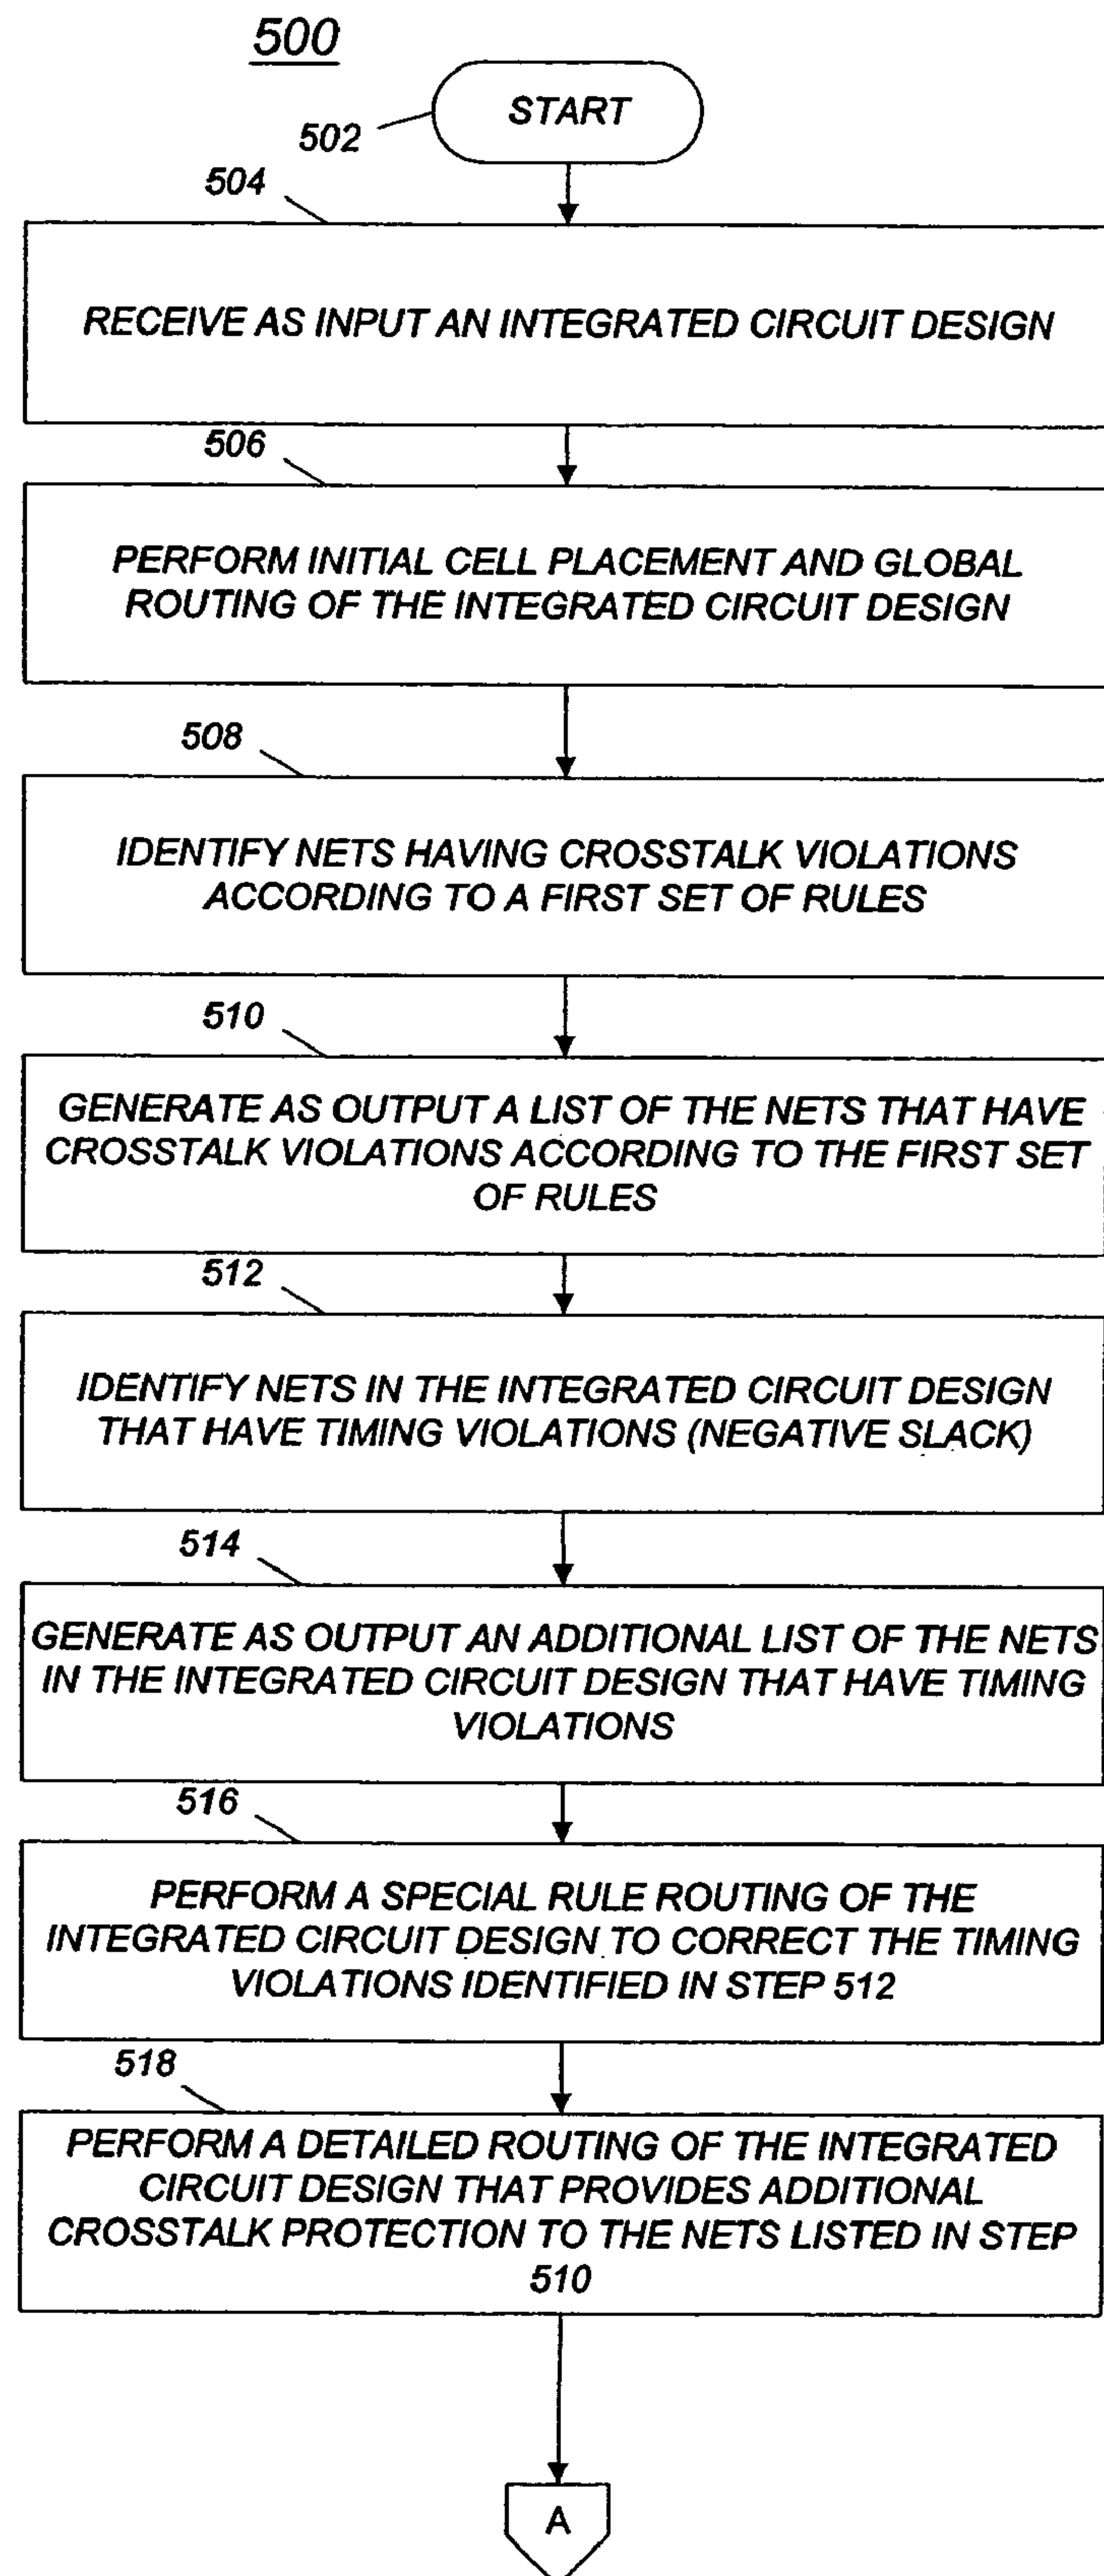 500
START
502
504
RECEIVE AS INPUT AN INTEGRATED CIRCUIT DESIGN
506
PERFORM INITIAL CELL PLACEMENT AND GLOBAL
ROUTING OF THE INTEGRATED CIRCUIT DESIGN
508
IDENTIFY NETS HAVING CROSSTALK VIOLATIONS
ACCORDING TO A FIRST SET OF RULES
510
GENERATE AS OUTPUT A LIST OF THE NETS THAT HAVE
CROSSTALK VIOLATIONS ACCORDING TO THE FIRST SET
OF RULES
512
IDENTIFY NETS IN THE INTEGRATED CIRCUIT DESIGN
THAT HAVE TIMING VIOLATIONS (NEGATIVE SLACK)
514
GENERATE AS OUTPUT AN ADDITIONAL LIST OF THE NETS
IN THE INTEGRATED CIRCUIT DESIGN THAT HAVE TIMING
VIOLATIONS
516
PERFORM A SPECIAL RULE ROUTING OF THE
INTEGRATED CIRCUIT DESIGN TO CORRECT THE TIMING
VIOLATIONS IDENTIFIED IN STEP 512
518
PERFORM A DETAILED ROUTING OF THE INTEGRATED
CIRCUIT DESIGN THAT PROVIDES ADDITIONAL
CROSSTALK PROTECTION TO THE NETS LISTED IN STEP
510
A